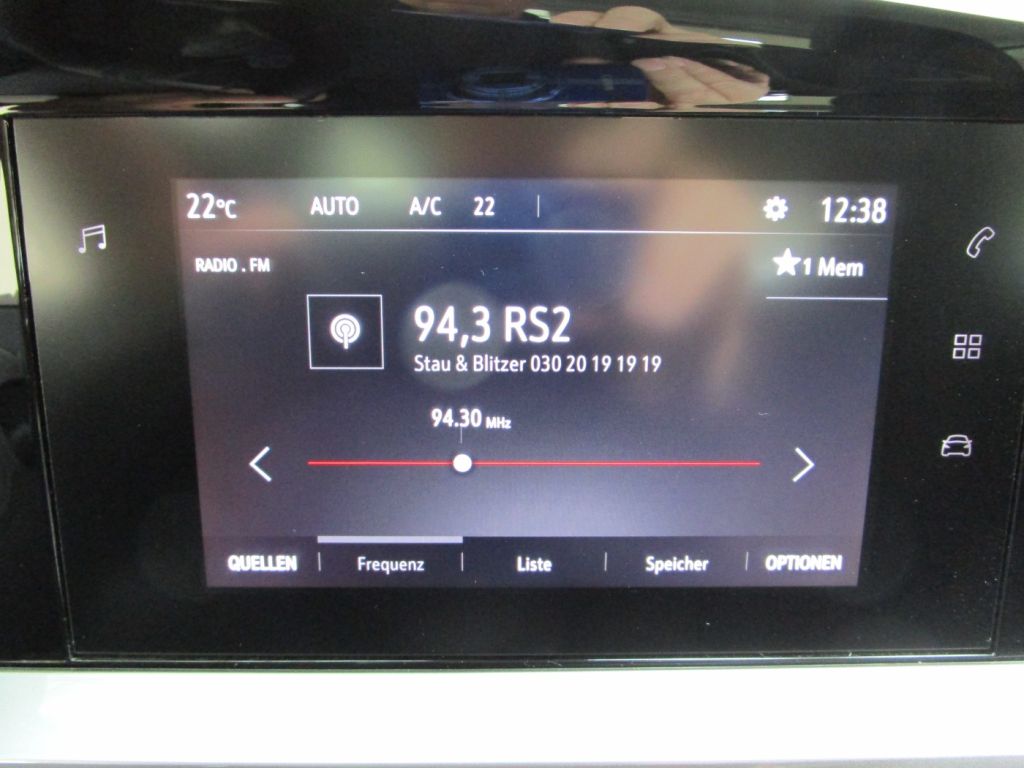 22°C AUTO A/C 22 12:38
RADIO . FM
1 Mem
94,3 RS2
Stau & Blitzer 030 20 19 19 19
94.30 MHz
QUELLEN Frequenz Liste Speicher OPTIONEN